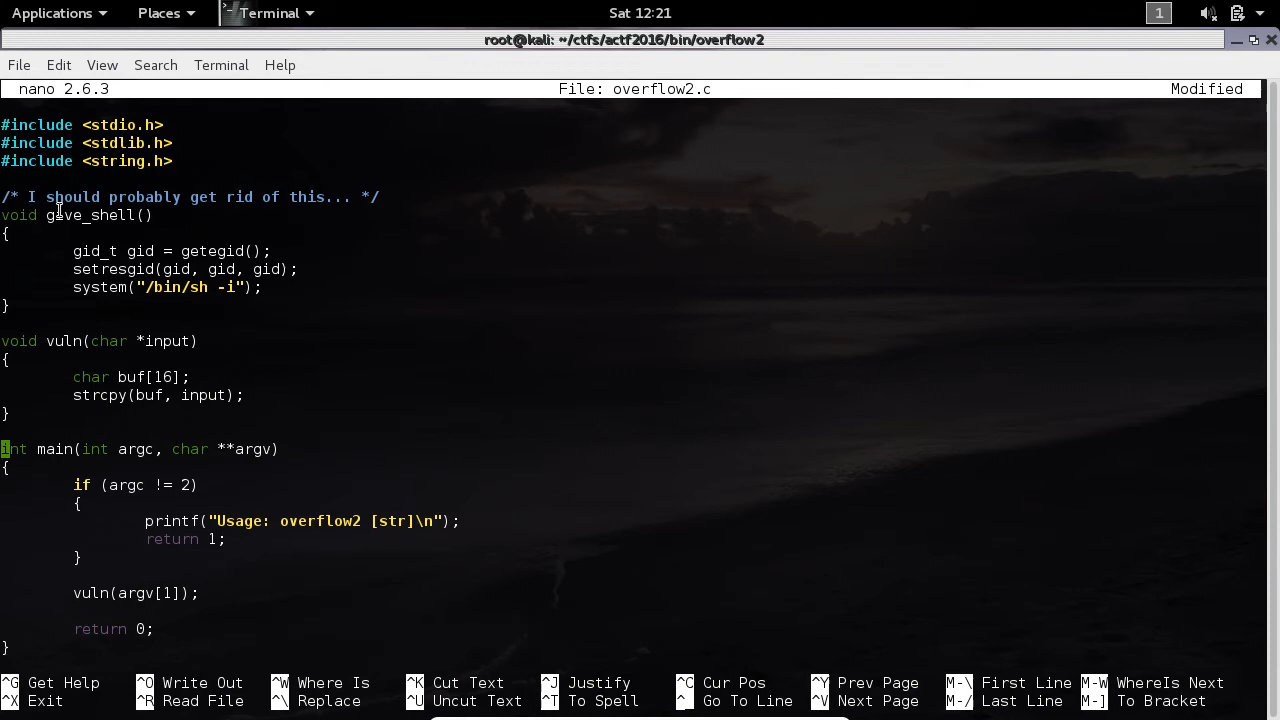 Applications Places Terminal Sat 12:21 1
root@kali: ~/ctfs/actf2016/bin/overflow2
File Edit View Search Terminal Help
nano 2.6.3 File: overflow2.c Modified
#include <stdio.h>
#include <stdlib.h>
#include <string.h>
/* I should probably get rid of this... */
void give_shell()
{
gid_t gid = getegid();
setresgid(gid, gid, gid);
system("/bin/sh -i");
}
void vuln(char *input)
{
char buf[16];
strcpy(buf, input);
}
int main(int argc, char **argv)
{
if (argc != 2)
{
printf("Usage: overflow2 [str]\n");
return 1;
}
vuln(argv[1]);
return 0;
}
^G Get Help ^O Write Out ^W Where Is ^K Cut Text ^J Justify ^C Cur Pos ^Y Prev Page M-\ First Line M-W WhereIs Next
^X Exit ^R Read File ^\ Replace ^U Uncut Text ^T To Spell ^_ Go To Line ^V Next Page M-/ Last Line M-] To Bracket